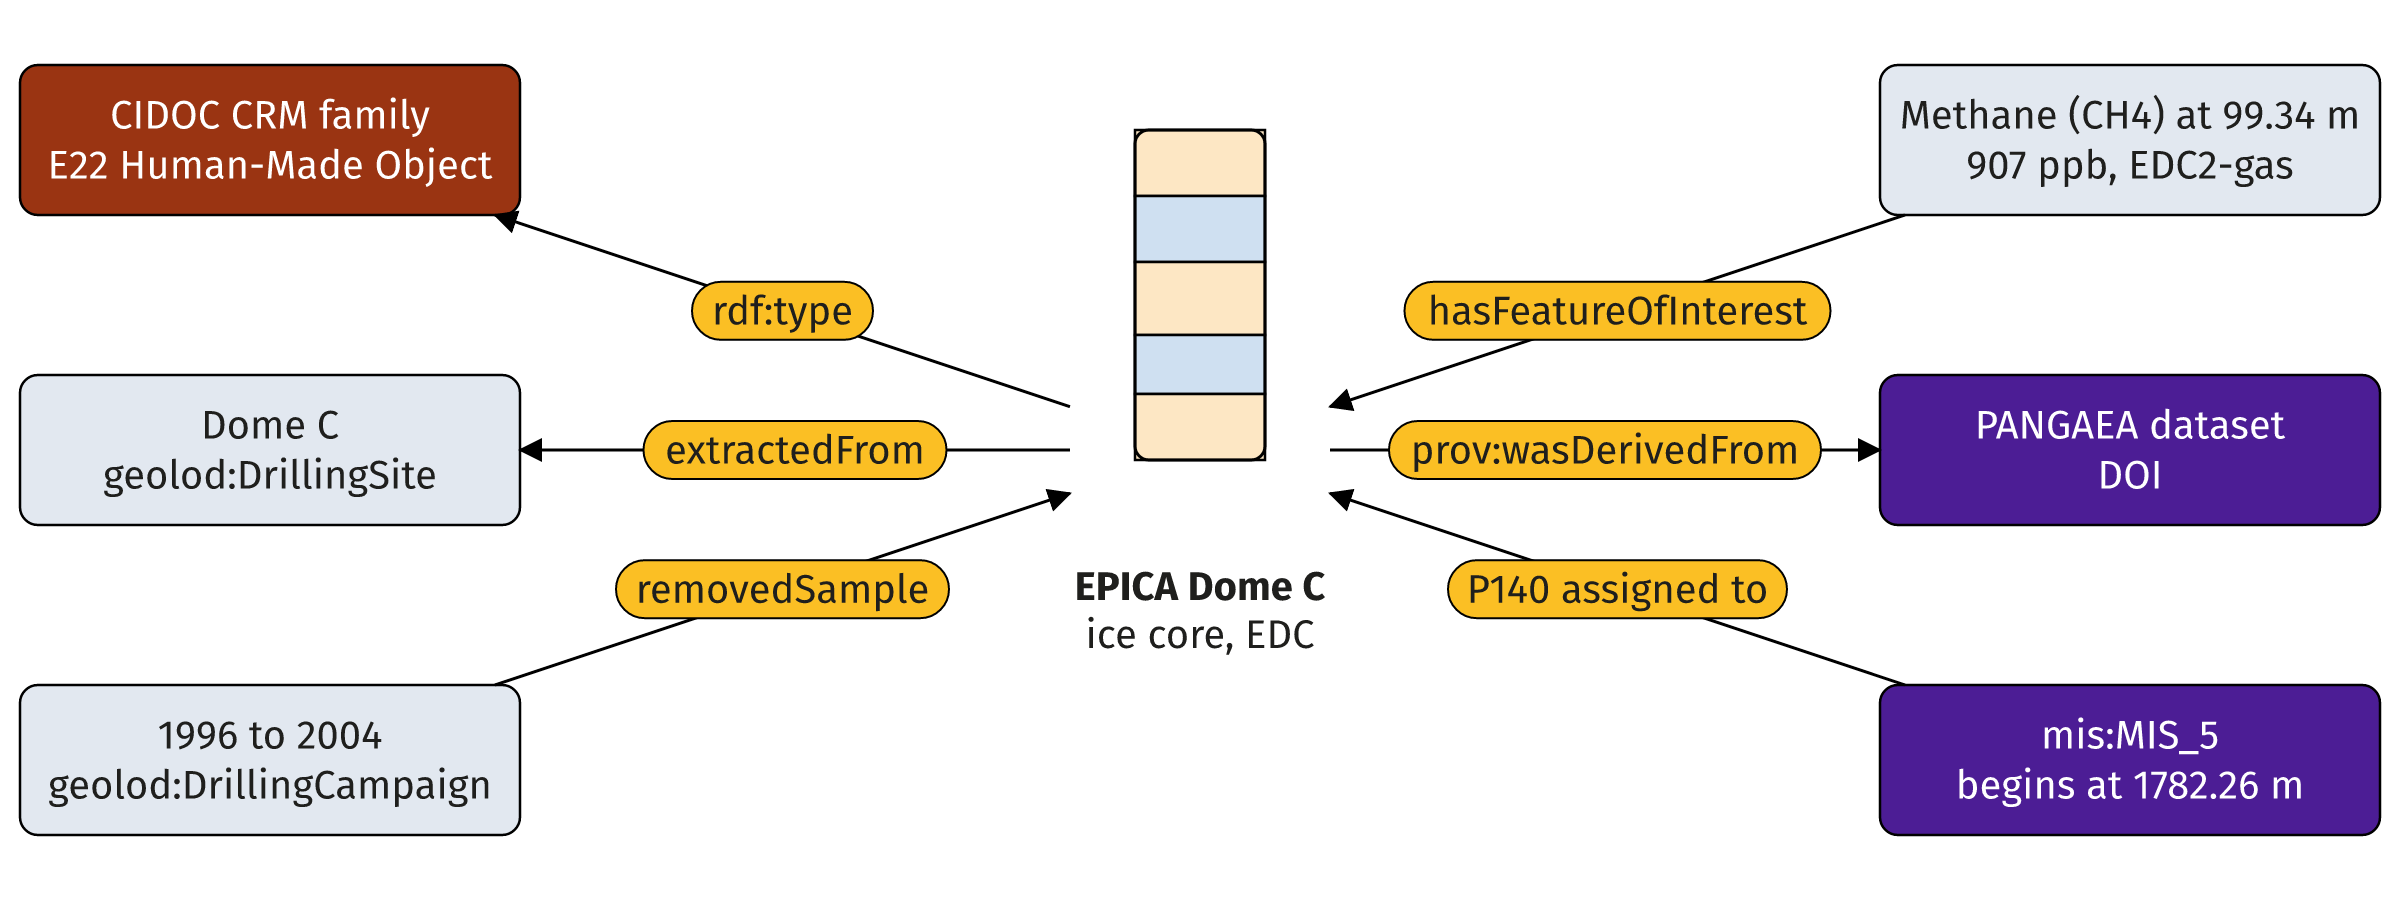 CIDOC CRM family
E22 Human-Made Object
Methane (CH4) at 99.34 m
907 ppb, EDC2-gas
rdf:type
hasFeatureOfInterest
Dome C
geolod:DrillingSite
extractedFrom
prov:wasDerivedFrom
PANGAEA dataset
DOI
removedSample
EPICA Dome C
ice core, EDC
P140 assigned to
1996 to 2004
geolod:DrillingCampaign
mis:MIS_5
begins at 1782.26 m